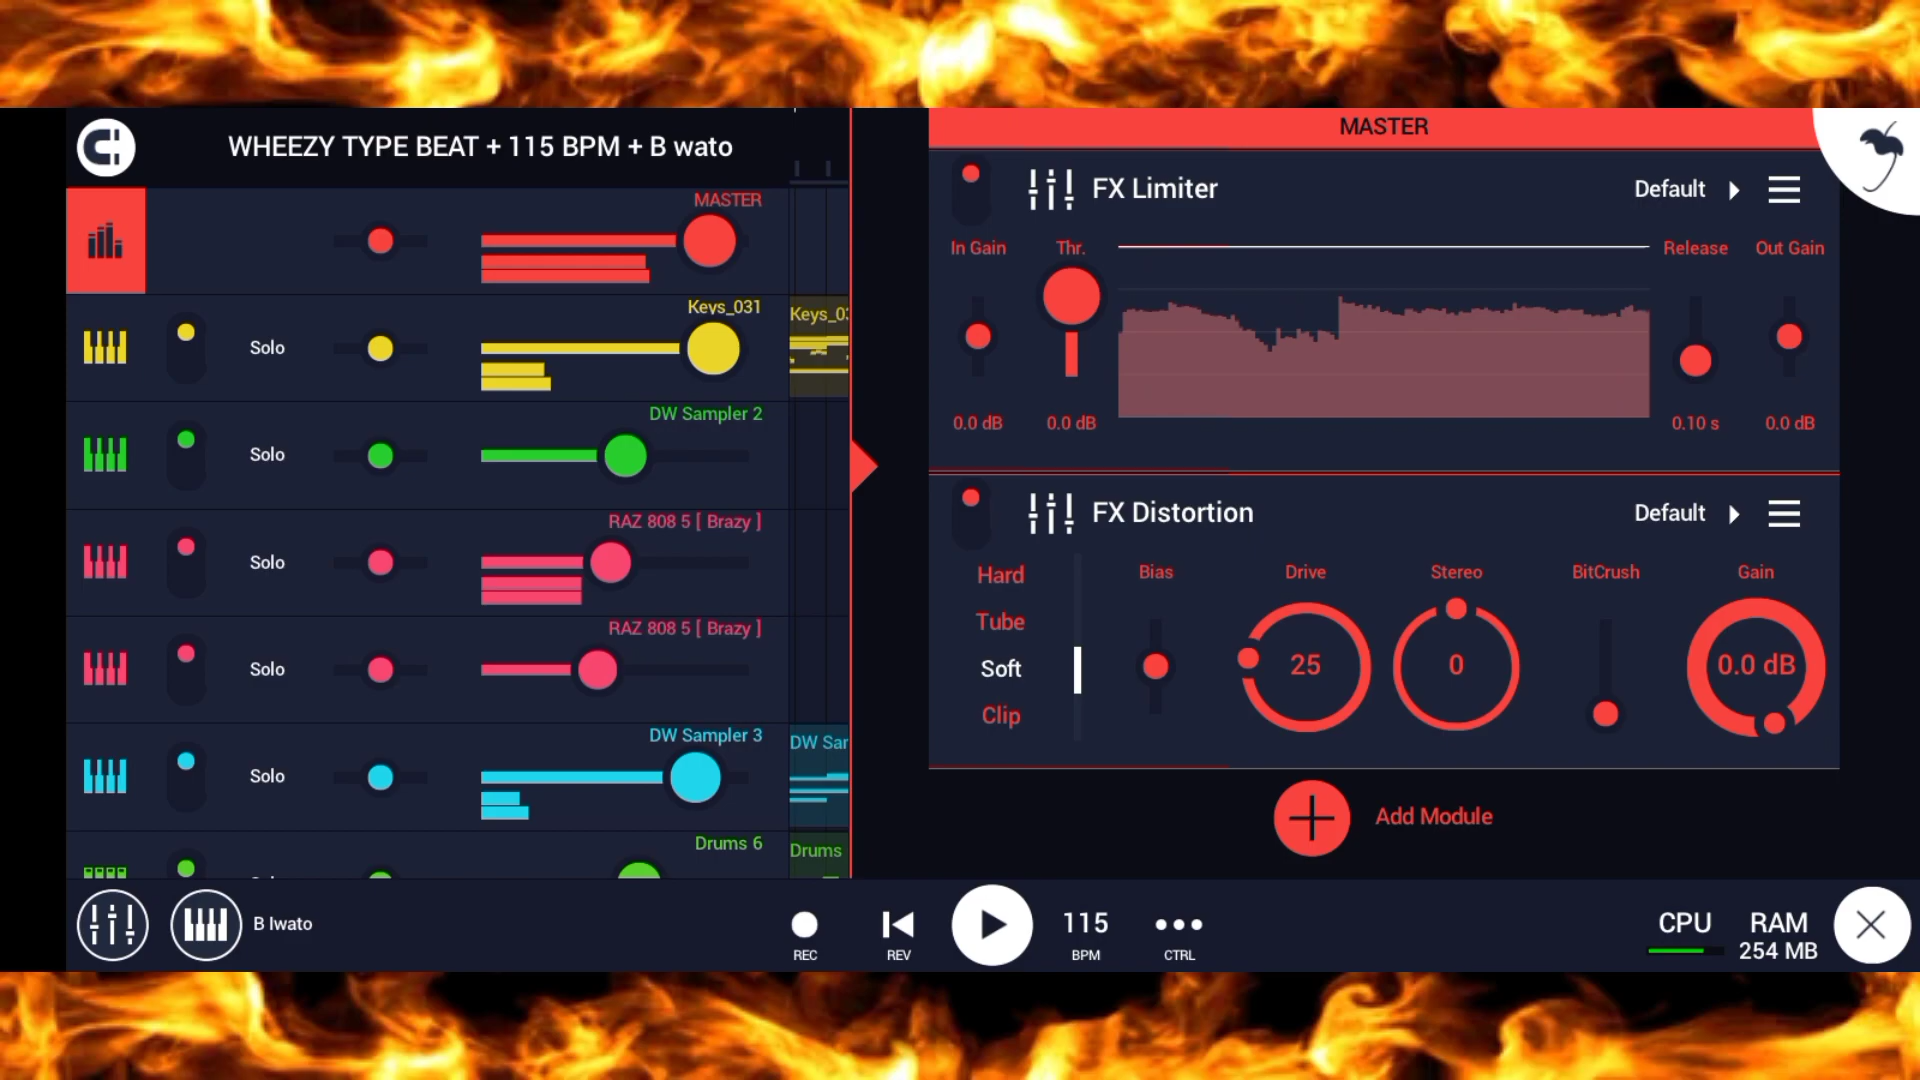 WHEEZY TYPE BEAT + 115 BPM + B wato
MASTER
Keys_031
Solo
Keys_03
DW Sampler 2
Solo
RAZ 808 5 [ Brazy ]
Solo
RAZ 808 5 [ Brazy ]
Solo
DW Sampler 3
Solo
DW Sar
Drums 6
Drums
MASTER
FX Limiter
Default
In Gain
Thr.
Release
Out Gain
0.0 dB
0.0 dB
0.10 s
0.0 dB
FX Distortion
Default
Hard
Tube
Soft
Clip
Bias
Drive
Stereo
BitCrush
Gain
25
0
0.0 dB
Add Module
B lwato
REC
REV
115
BPM
CTRL
CPU
RAM
254 MB